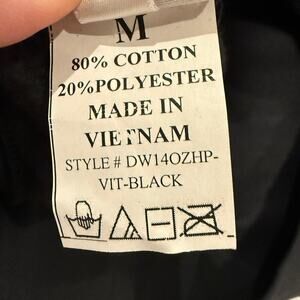 M
80% COTTON
20%POLYESTER
MADE IN
VIETNAM
STYLE # DW14OZHP-
VIT-BLACK